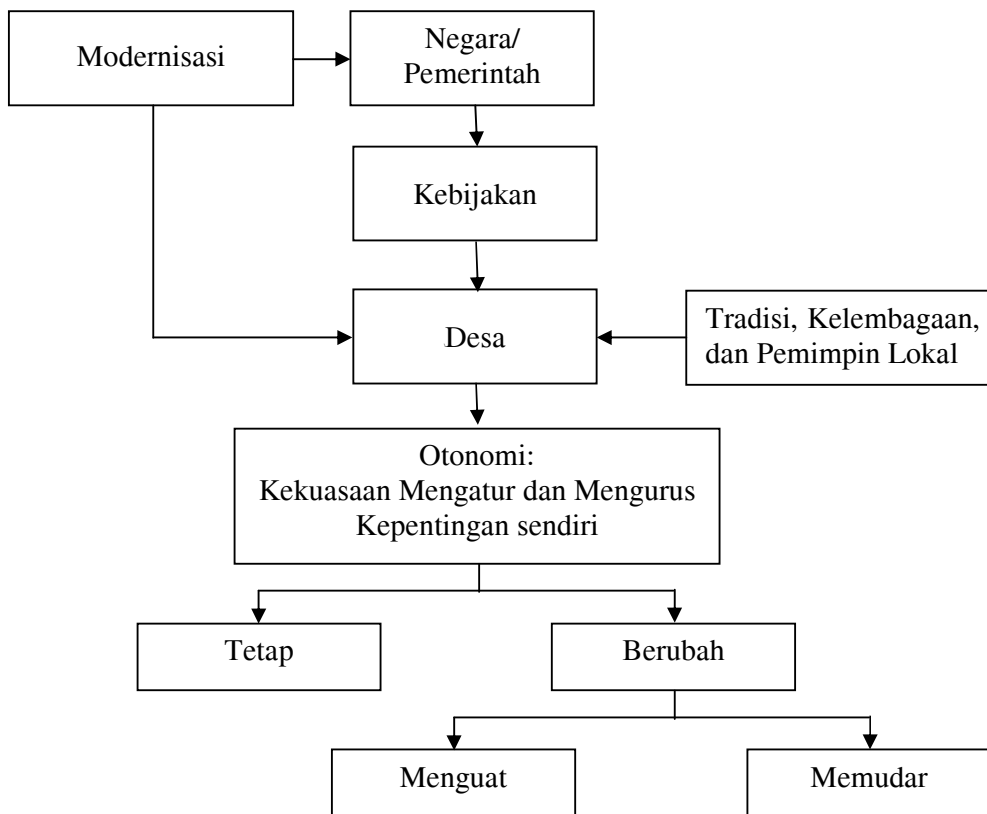 Modernisasi
Negara/
Pemerintah
Kebijakan
Desa
Tradisi, Kelembagaan,
dan Pemimpin Lokal
Otonomi:
Kekuasaan Mengatur dan Mengurus
Kepentingan sendiri
Tetap
Berubah
Menguat
Memudar